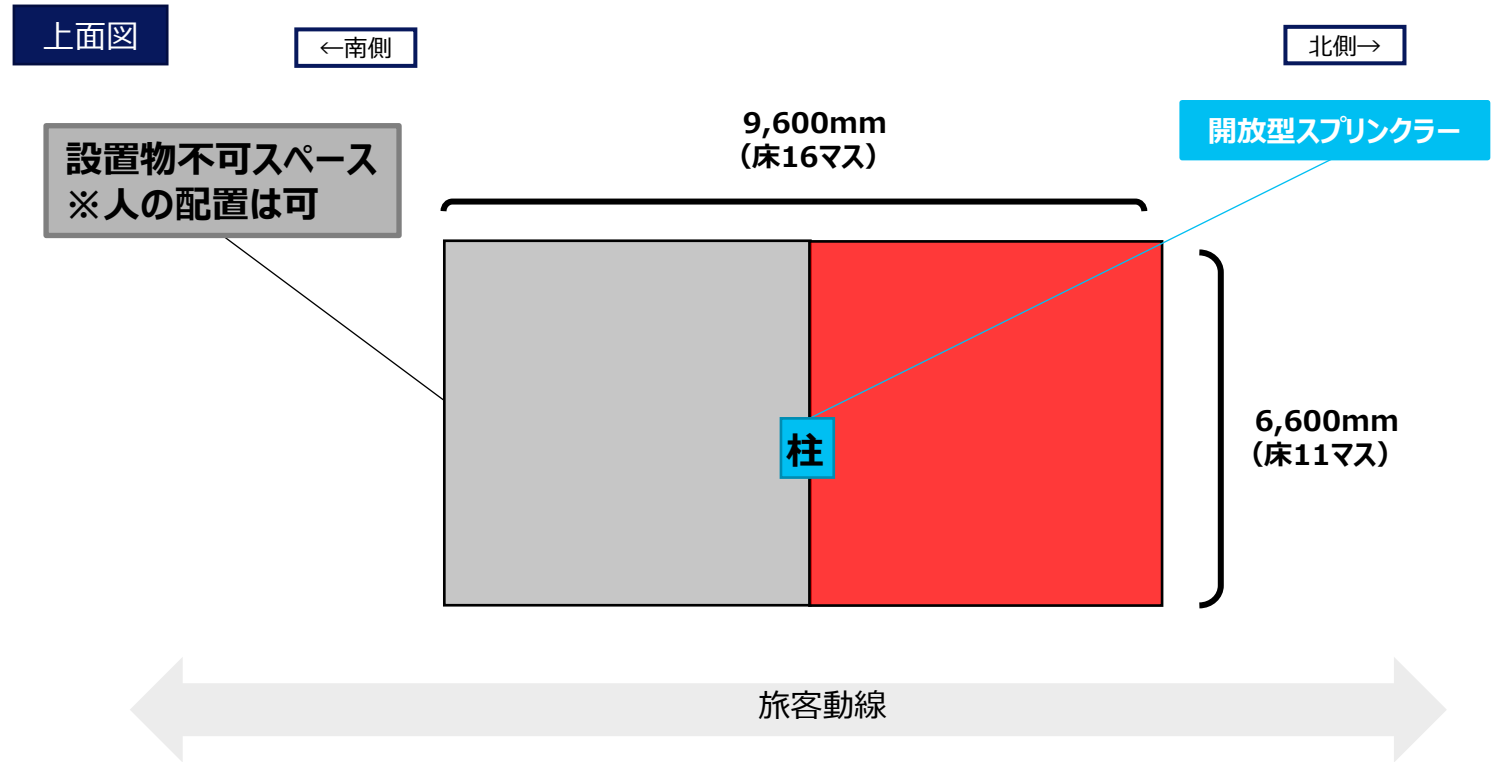 上面図
←南側
北側→
9,600mm
（床16マス）
開放型スプリンクラー
設置物不可スペース
※人の配置は可
柱
6,600mm
（床11マス）
旅客動線